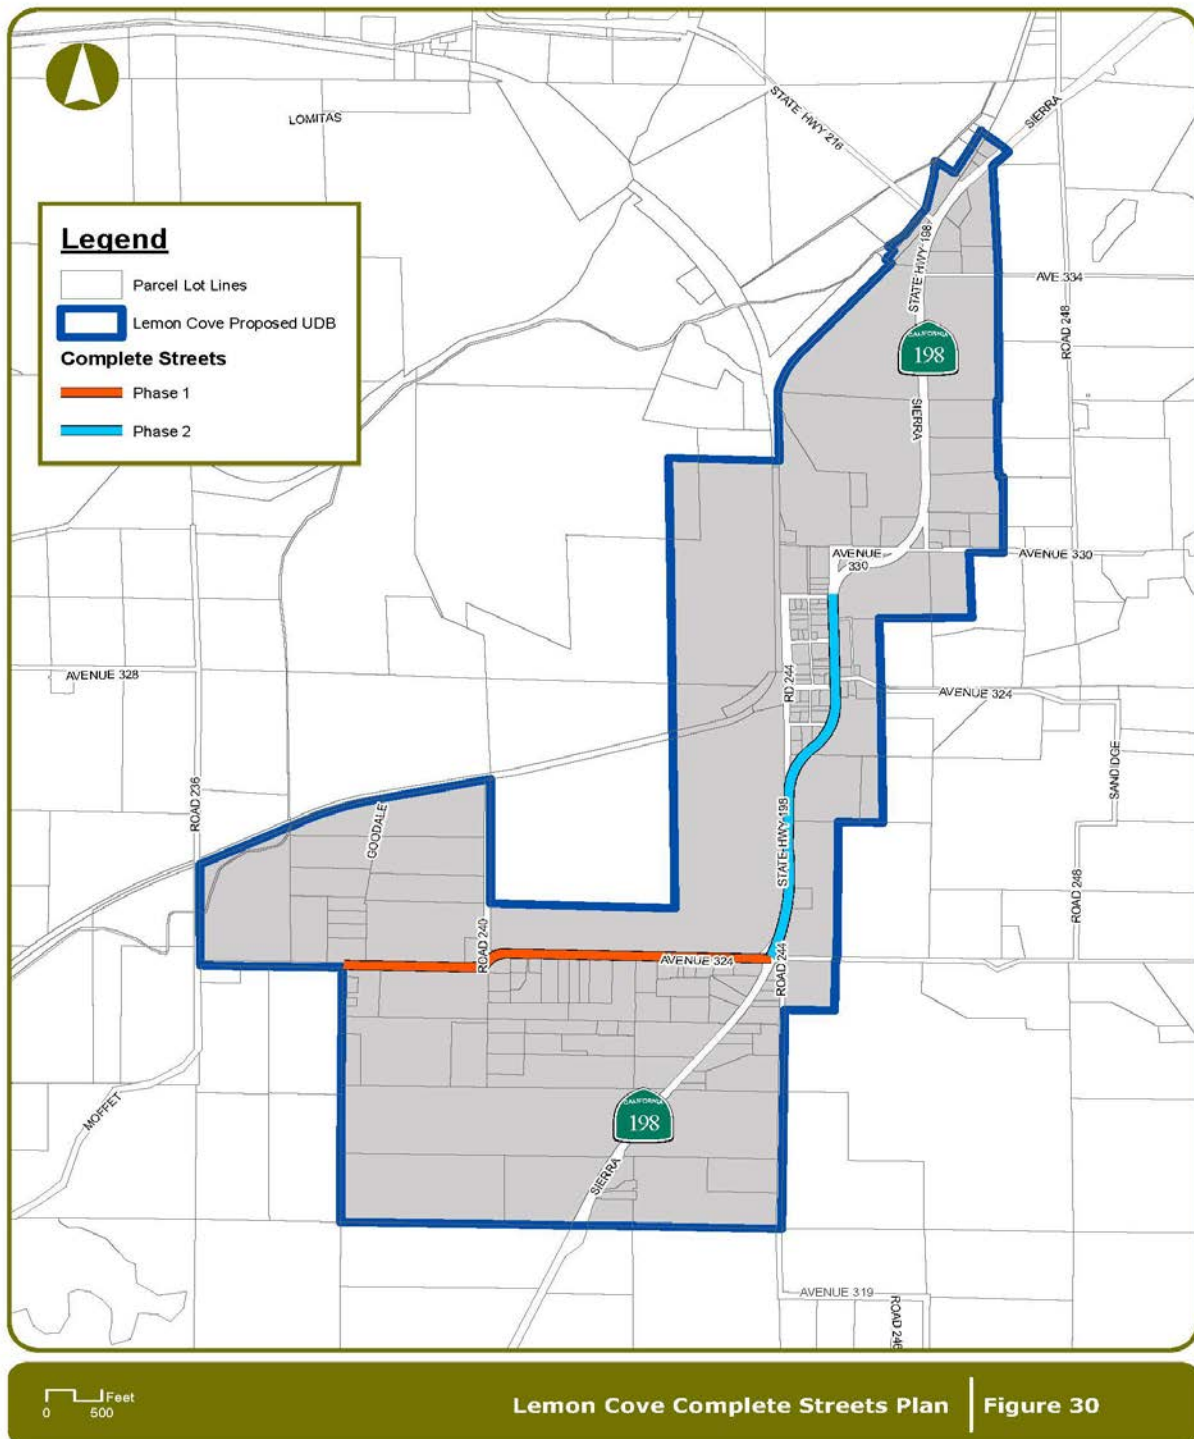 LOMITAS
STATE HWY 216
SIERRA
Legend
Parcel Lot Lines
Lemon Cove Proposed UDB
Complete Streets
Phase 1
Phase 2
STATE HWY 198
AVE 334
ROAD 248
CALIFORNIA
198
SIERRA
AVENUE
330
AVENUE 330
AVENUE 328
RD 244
AVENUE 324
SANDIDGE
ROAD 236
GOODALE
STATE HWY 198
ROAD 248
ROAD 240
AVENUE 324
ROAD 244
MOFFET
CALIFORNIA
198
SIERRA
AVENUE 319
ROAD 246
Feet
0 500
Lemon Cove Complete Streets Plan Figure 30